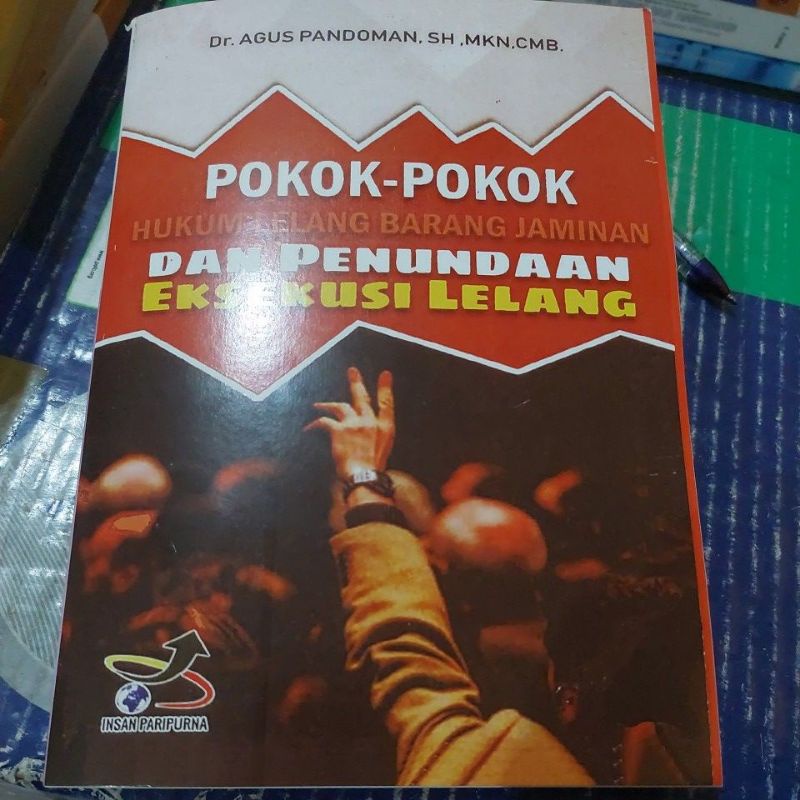 Dr. AGUS PANDOMAN, SH ,MKN,CMB.
POKOK-POKOK
HUKUM LELANG BARANG JAMINAN
DAN PENUNDAAN
EKSEKUSI LELANG
INSAN PARIPURNA